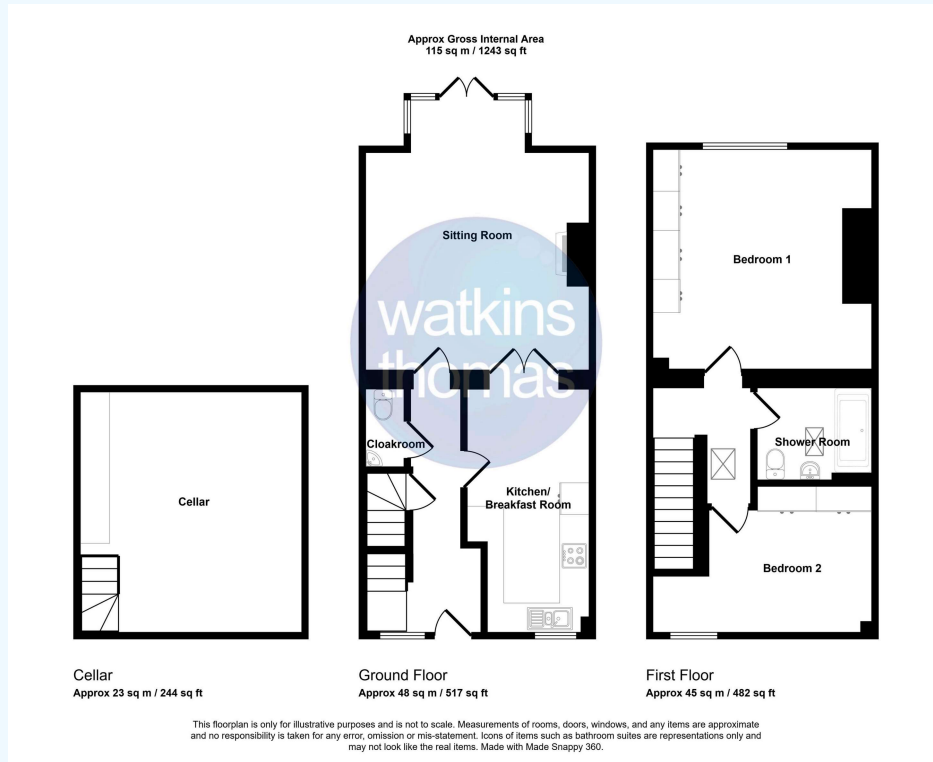 Approx Gross Internal Area
115 sq m / 1243 sq ft
Sitting Room
Bedroom 1
watkins
thomas
Cloakroom
Shower Room
Cellar
Kitchen/
Breakfast Room
Bedroom 2
Cellar
Approx 23 sq m / 244 sq ft
Ground Floor
Approx 48 sq m / 517 sq ft
First Floor
Approx 45 sq m / 482 sq ft
This floorplan is only for illustrative purposes and is not to scale. Measurements of rooms, doors, windows, and any items are approximate
and no responsibility is taken for any error, omission or mis-statement. Icons of items such as bathroom suites are representations only and
may not look like the real items. Made with Made Snappy 360.